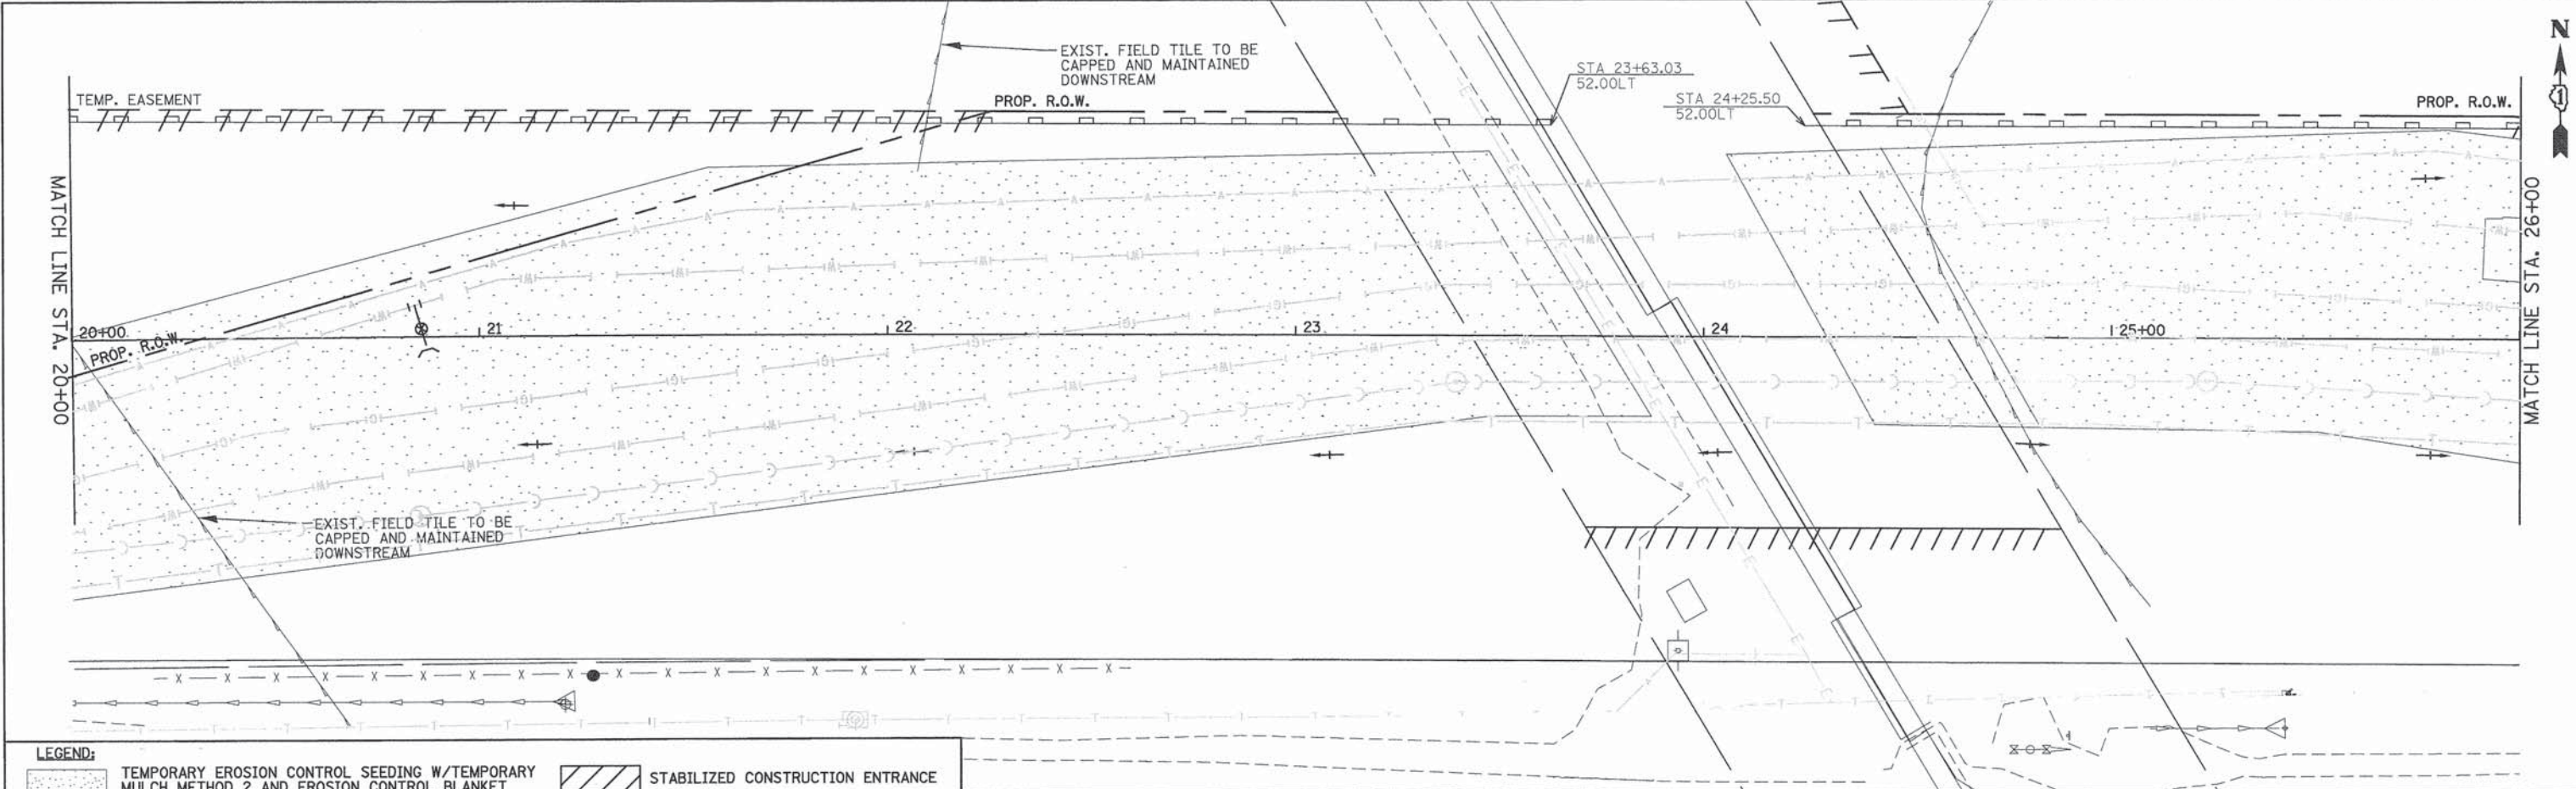 N
1
EXIST. FIELD TILE TO BE
CAPPED AND MAINTAINED
DOWNSTREAM
STA 23+63.03
52.00LT
STA 24+25.50
52.00LT
TEMP. EASEMENT
PROP. R.O.W.
PROP. R.O.W.
MATCH LINE STA. 20+00
MATCH LINE STA. 26+00
20+00
21
22
23
24
25+00
PROP. R.O.W.
EXIST. FIELD TILE TO BE
CAPPED AND MAINTAINED
DOWNSTREAM
LEGEND:
TEMPORARY EROSION CONTROL SEEDING W/TEMPORARY
MULCH METHOD 2 AND EROSION CONTROL BLANKET
STABILIZED CONSTRUCTION ENTRANCE